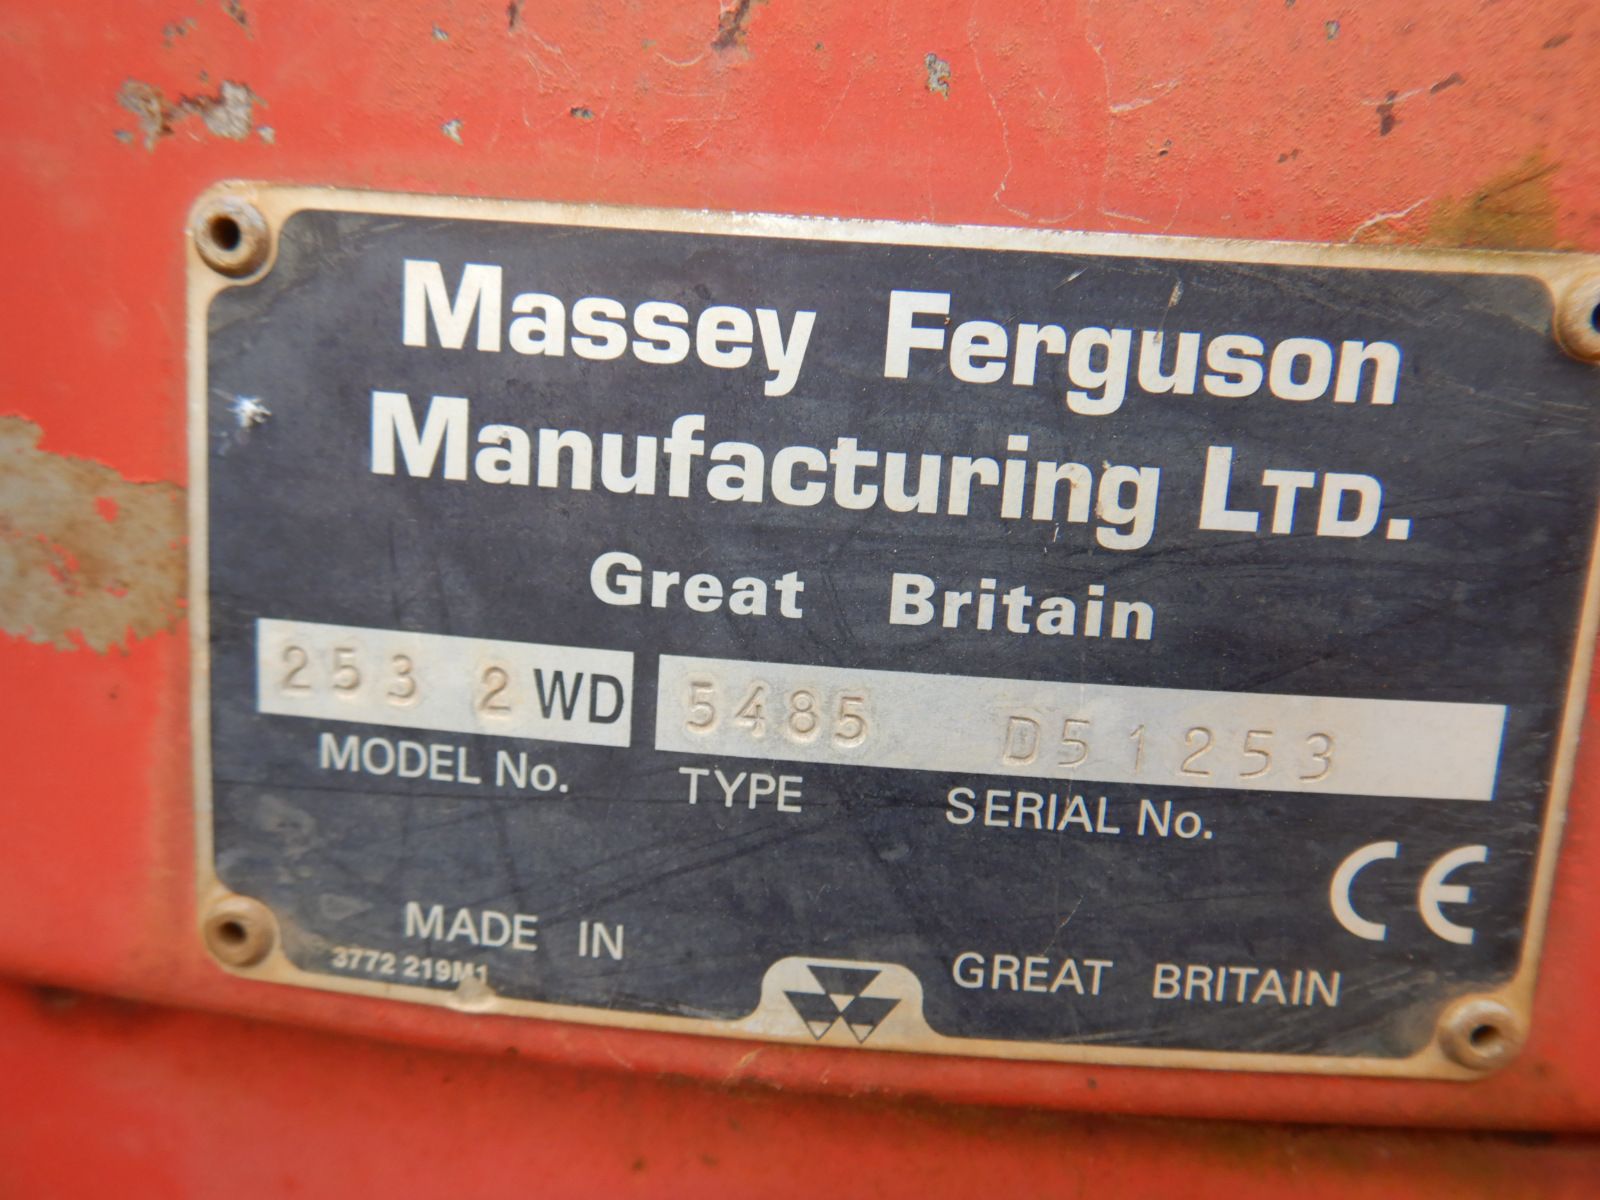 Massey Ferguson
Manufacturing LTD.
Great Britain
253 2WD 5485 D51253
MODEL No. TYPE SERIAL No.
CE
MADE IN GREAT BRITAIN
3772 219M1